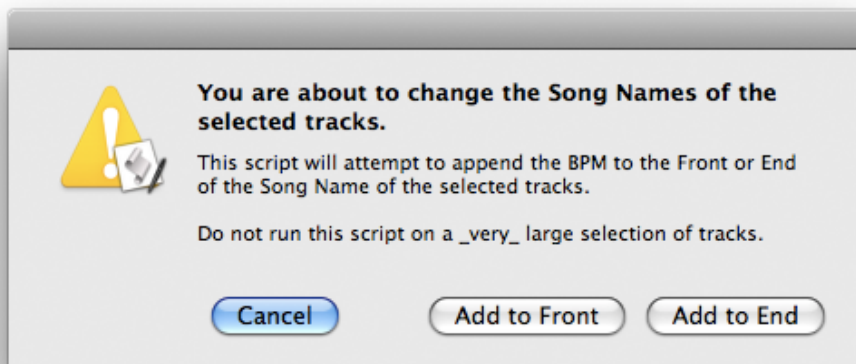 You are about to change the Song Names of the
selected tracks.
This script will attempt to append the BPM to the Front or End
of the Song Name of the selected tracks.
Do not run this script on a _very_ large selection of tracks.
Cancel
Add to Front
Add to End